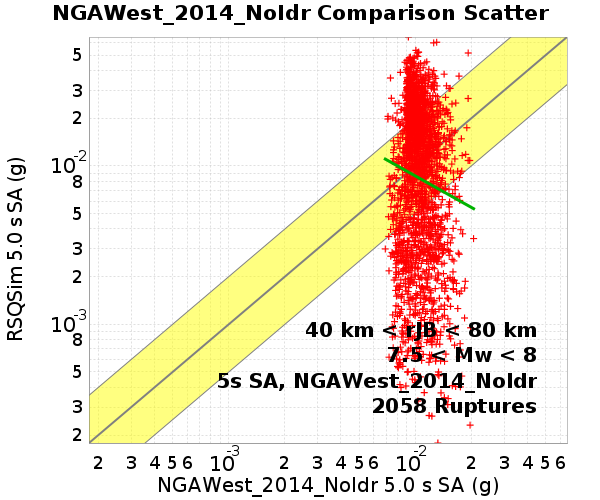 NGAWest_2014_NoIdr Comparison Scatter
RSQSim 5.0 s SA (g)
5
3
2
10^-2
8
5
3
2
10^-3
8
5
3
2
40 km < rJB < 80 km
7.5 < Mw < 8
5s SA, NGAWest_2014_NoIdr
2058 Ruptures
2 3 4 5 6 10^-3 2 3 4 5 6 10^-2 2 3 4 5 6
NGAWest_2014_NoIdr 5.0 s SA (g)